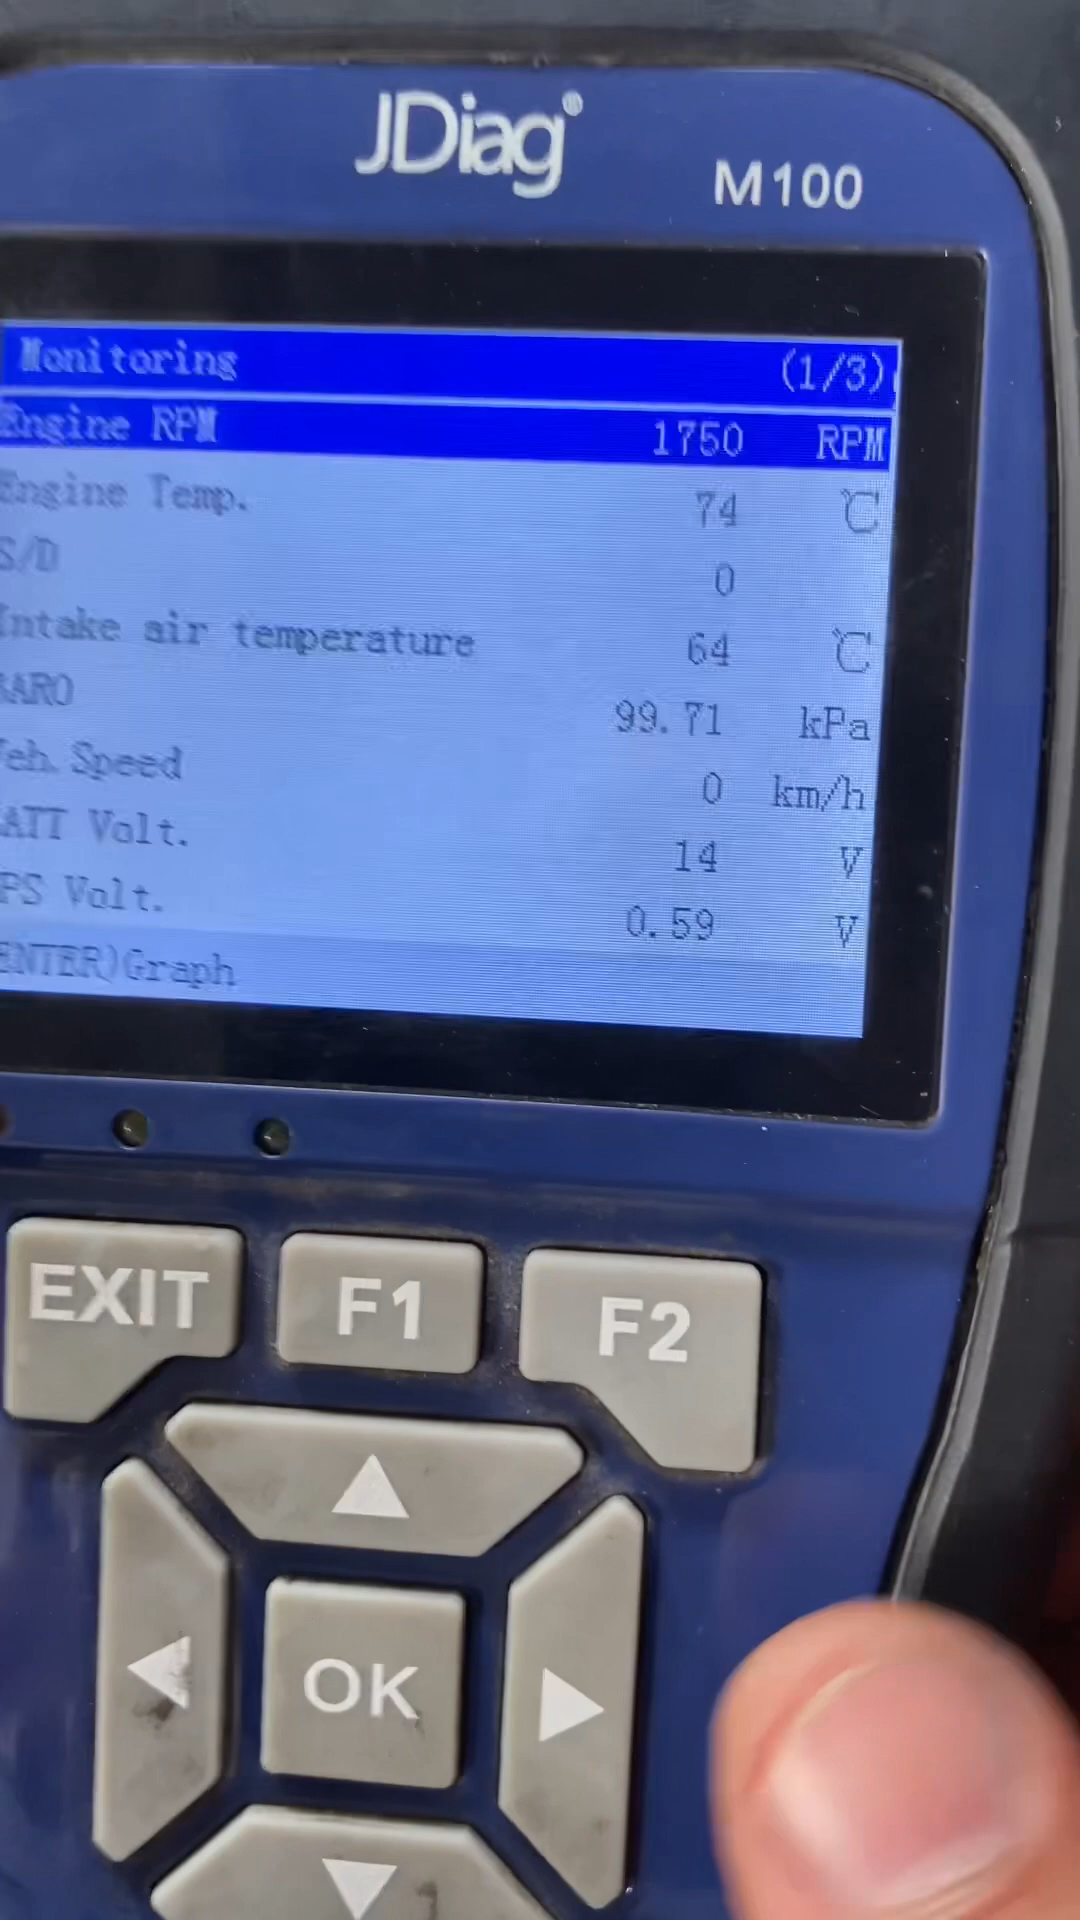 JDiag®
M100
Monitoring (1/3)
Engine RPM 1750 RPM
Engine Temp. 74 ℃
S/D 0
Intake air temperature 64 ℃
BARO 99.71 kPa
Veh. Speed 0 km/h
ATT Volt. 14 V
PS Volt. 0.59 V
ENTER)Graph
EXIT F1 F2
OK